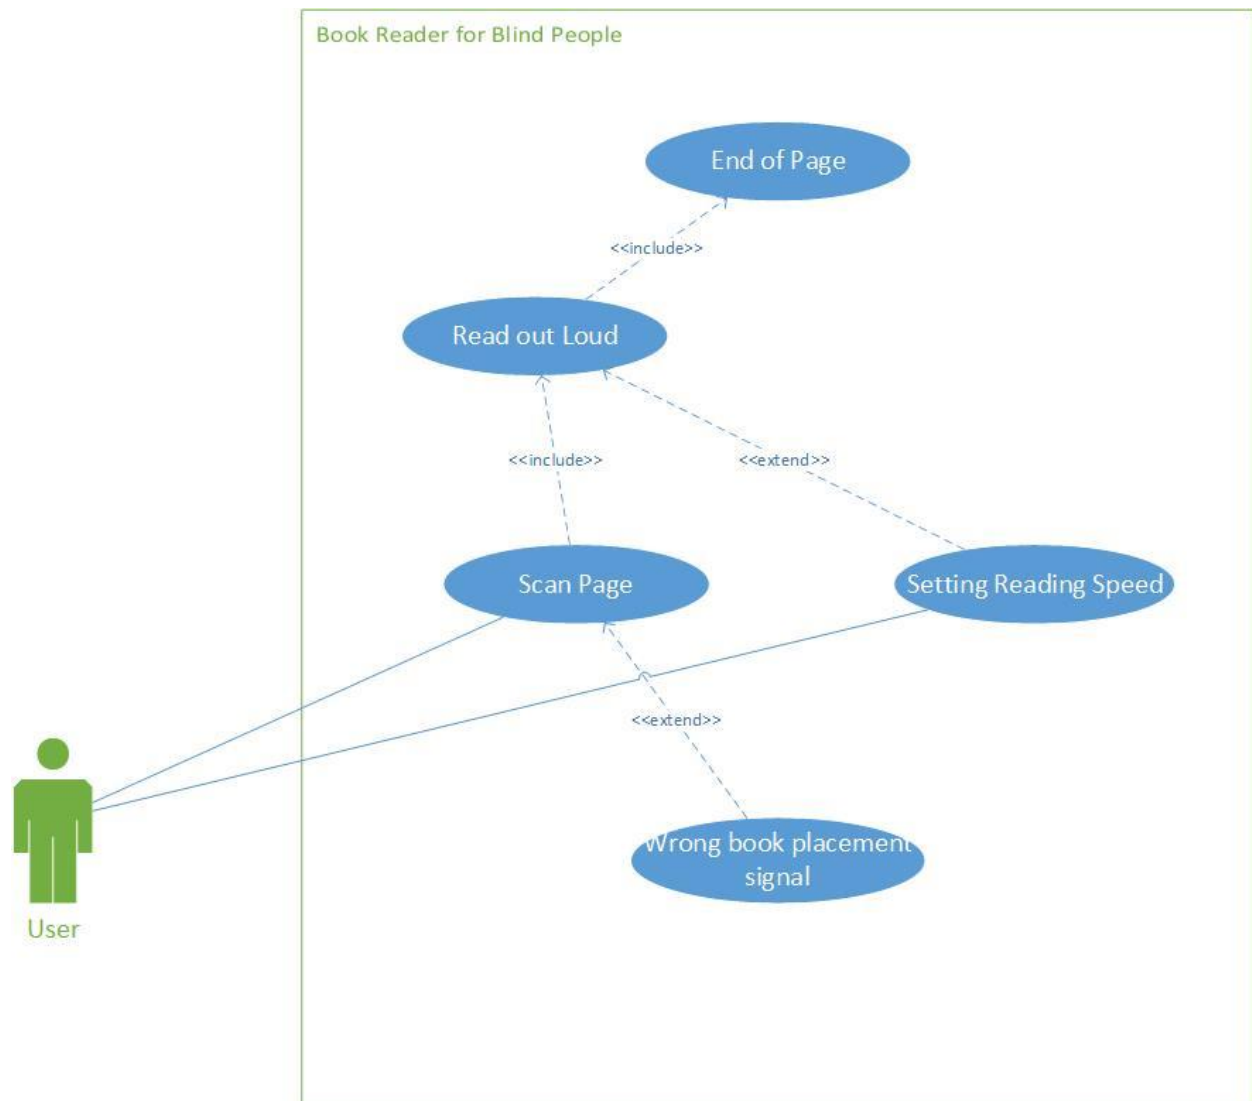 Book Reader for Blind People
End of Page
<<include>>
Read out Loud
<<include>>
<<extend>>
Scan Page
Setting Reading Speed
<<extend>>
Wrong book placement
signal
User